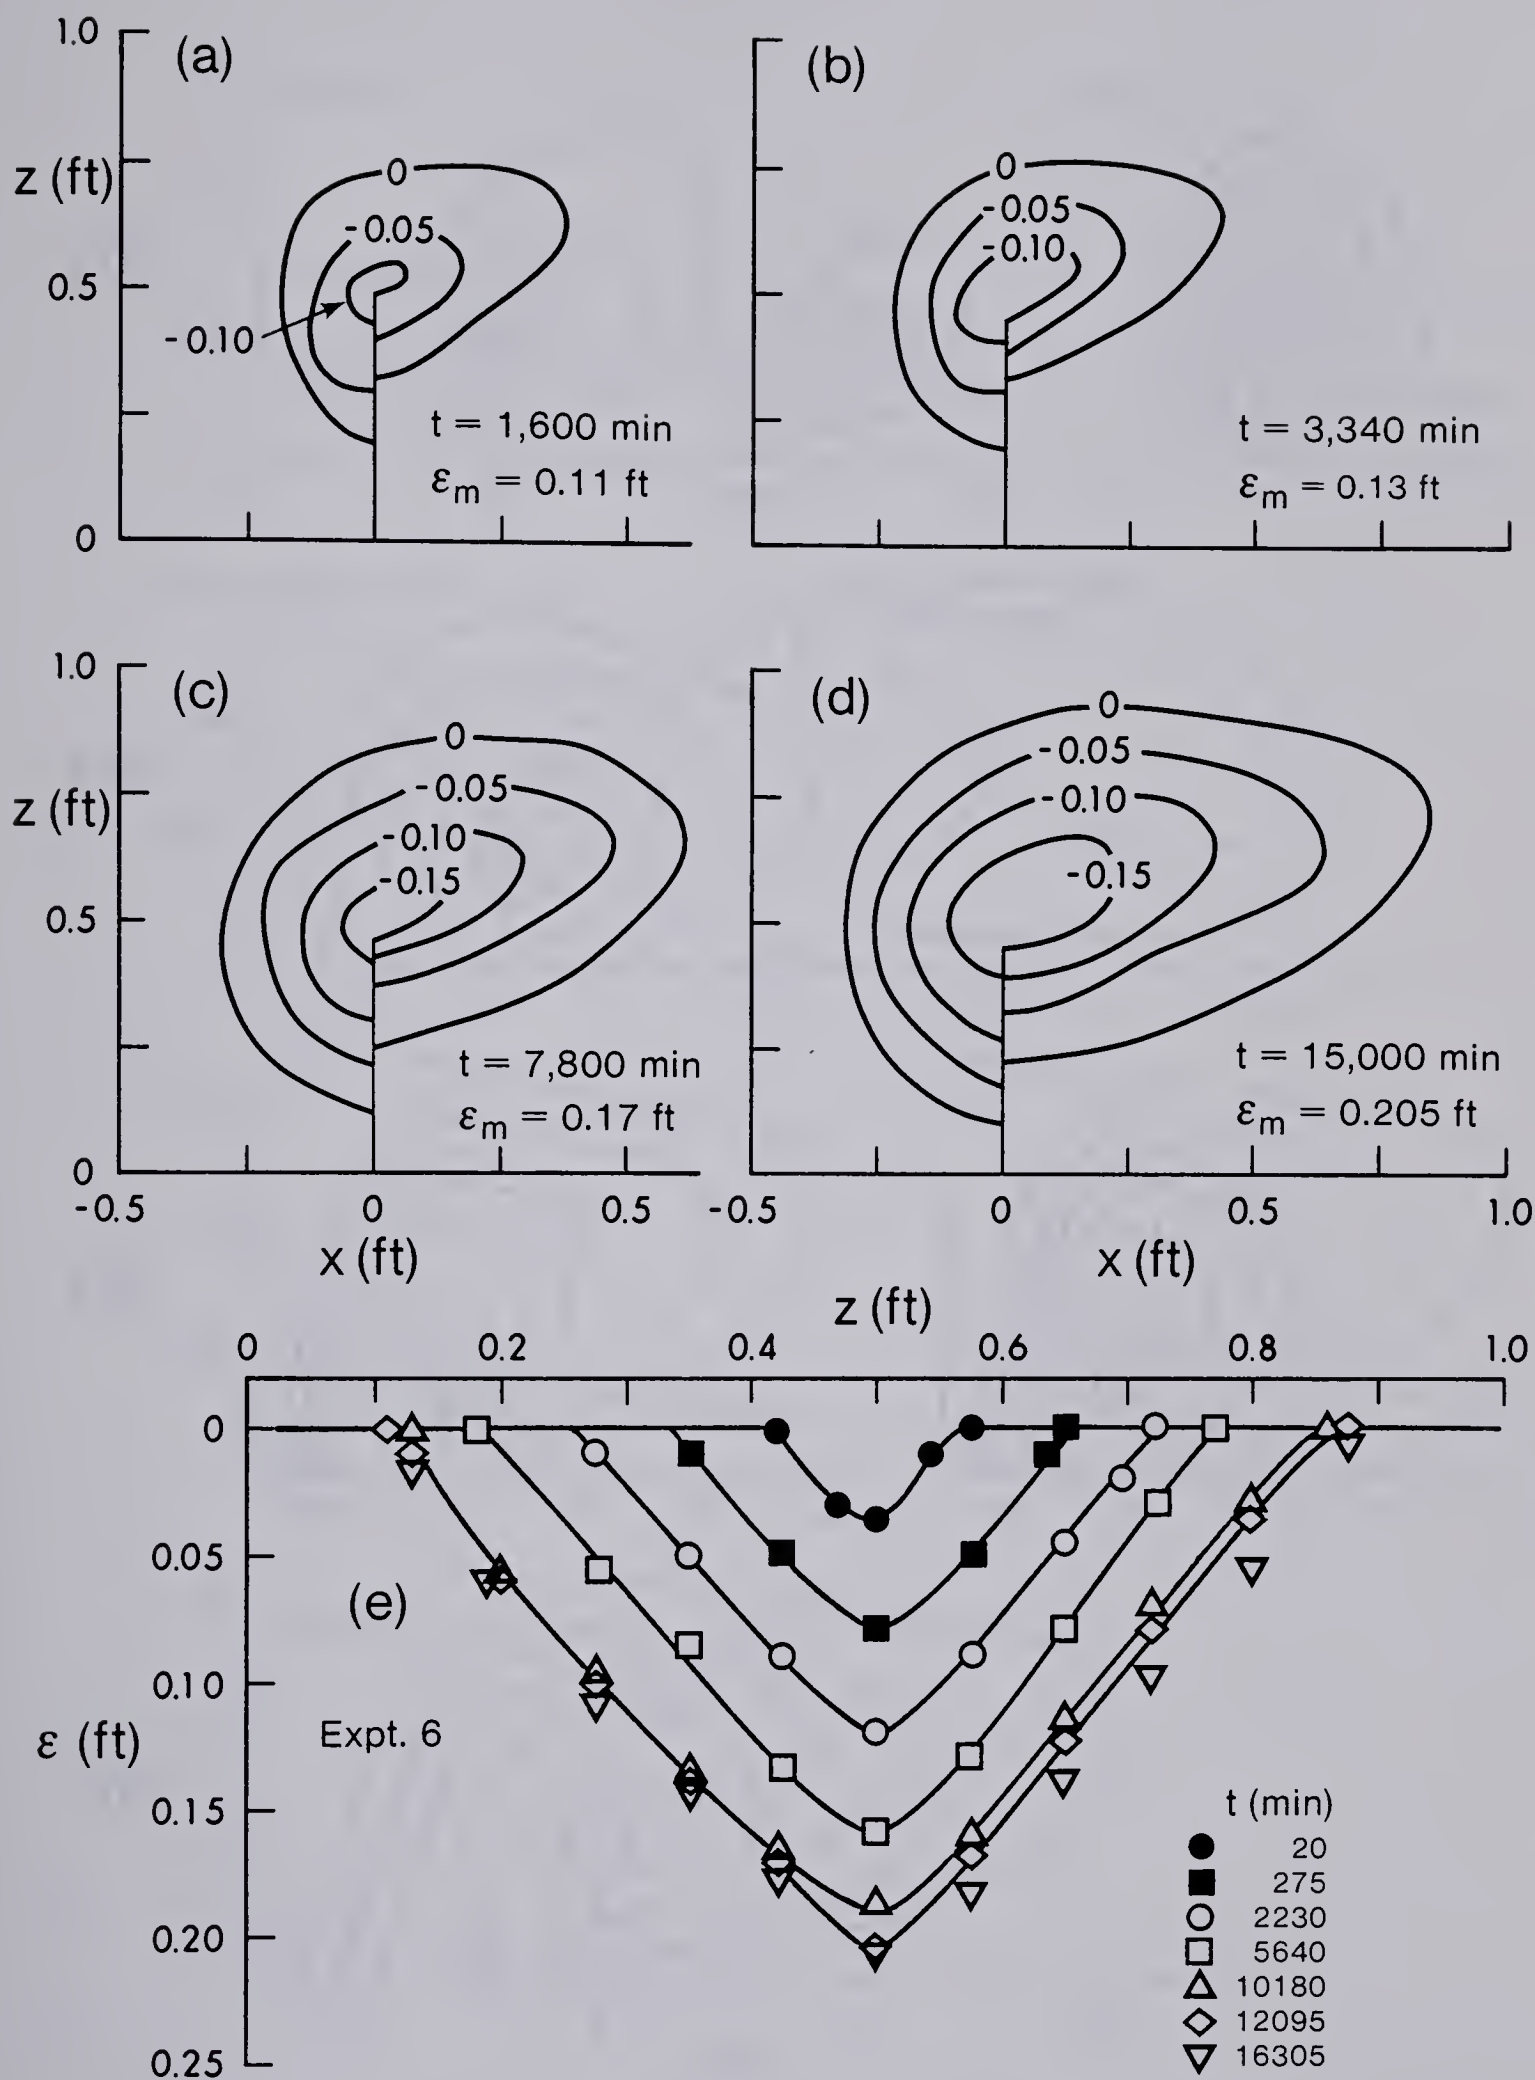 1.0
(a)
(b)
z (ft)
0
0
-0.05
-0.05
-0.10
0.5
-0.10
t = 1,600 min
t = 3,340 min
εm = 0.11 ft
εm = 0.13 ft
0
1.0
(c)
(d)
0
0
-0.05
-0.05
z (ft)
-0.10
-0.10
-0.15
-0.15
0.5
t = 7,800 min
t = 15,000 min
εm = 0.17 ft
εm = 0.205 ft
0
-0.5 0 0.5 -0.5 0 0.5 1.0
x (ft)
x (ft)
z (ft)
0 0.2 0.4 0.6 0.8 1.0
0
0.05
(e)
0.10
ε (ft)
Expt. 6
0.15
t (min)
20
275
2230
0.20
5640
10180
12095
16305
0.25